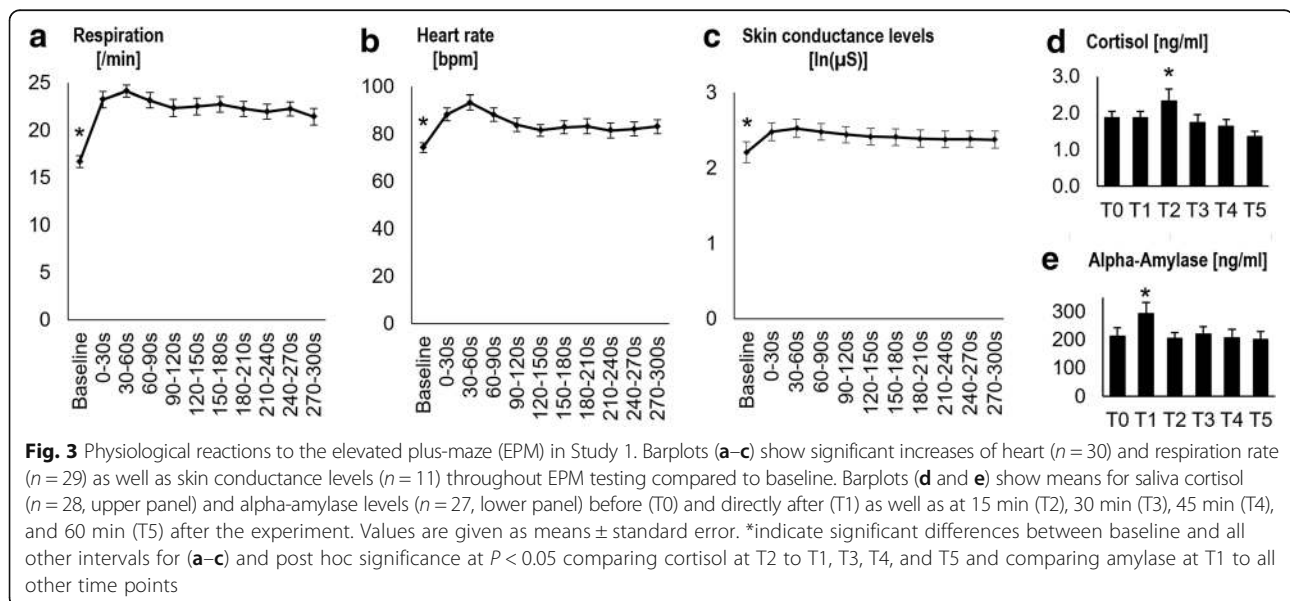 a Respiration
[/min]
25
20
15
10
5
0
*
Baseline
0-30s
30-60s
60-90s
90-120s
120-150s
150-180s
180-210s
210-240s
240-270s
270-300s
b Heart rate
[bpm]
100
80
60
40
20
0
*
Baseline
0-30s
30-60s
60-90s
90-120s
120-150s
150-180s
180-210s
210-240s
240-270s
270-300s
c Skin conductance levels
[ln(µS)]
3
2
1
0
*
Baseline
0-30s
30-60s
60-90s
90-120s
120-150s
150-180s
180-210s
210-240s
240-270s
270-300s
d Cortisol [ng/ml]
3.0
2.0
1.0
0.0
*
T0 T1 T2 T3 T4 T5
e Alpha-Amylase [ng/ml]
300
200
100
0
*
T0 T1 T2 T3 T4 T5
Fig. 3 Physiological reactions to the elevated plus-maze (EPM) in Study 1. Barplots (a–c) show significant increases of heart (n = 30) and respiration rate
(n = 29) as well as skin conductance levels (n = 11) throughout EPM testing compared to baseline. Barplots (d and e) show means for saliva cortisol
(n = 28, upper panel) and alpha-amylase levels (n = 27, lower panel) before (T0) and directly after (T1) as well as at 15 min (T2), 30 min (T3), 45 min (T4),
and 60 min (T5) after the experiment. Values are given as means ± standard error. *indicate significant differences between baseline and all
other intervals for (a–c) and post hoc significance at P < 0.05 comparing cortisol at T2 to T1, T3, T4, and T5 and comparing amylase at T1 to all
other time points